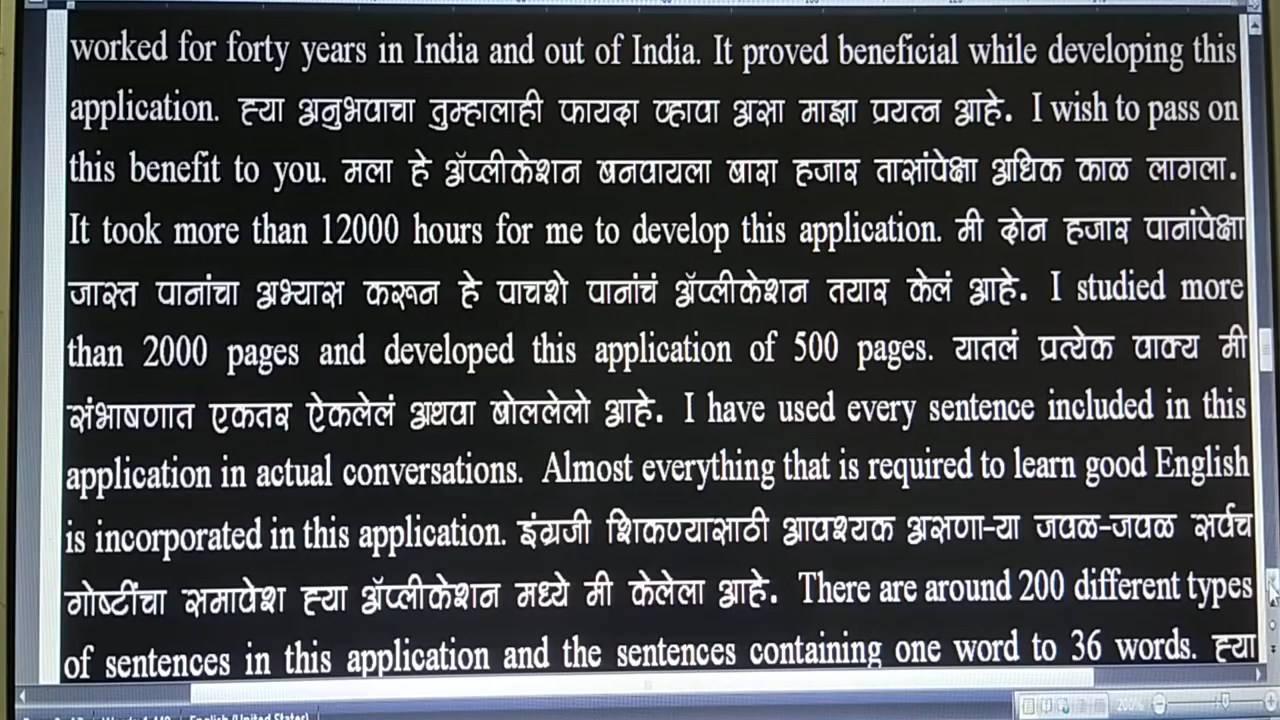 worked for forty years in India and out of India. It proved beneficial while developing this
application. ह्या अनुभवाचा तुम्हालाही फायदा व्हावा असा माझा प्रयत्न आहे. I wish to pass on
this benefit to you. मला हे ॲप्लीकेशन बनवायला बारा हजार तासांपेक्षा अधिक काळ लागला.
It took more than 12000 hours for me to develop this application. मी दोन हजार पानांपेक्षा
जास्त पानांचा अभ्यास करून हे पाचशे पानांचं ॲप्लीकेशन तयार केलं आहे. I studied more
than 2000 pages and developed this application of 500 pages. यातलं प्रत्येक वाक्य मी
संभाषणात एकतर ऐकलेलं अथवा बोललेलो आहे. I have used every sentence included in this
application in actual conversations. Almost everything that is required to learn good English
is incorporated in this application. इंग्रजी शिकण्यासाठी आवश्यक असणा-या जवळ-जवळ सर्वच
गोष्टींचा समावेश ह्या ॲप्लीकेशन मध्ये मी केलेला आहे. There are around 200 different types
of sentences in this application and the sentences containing one word to 36 words. ह्या
English (United States)
200%